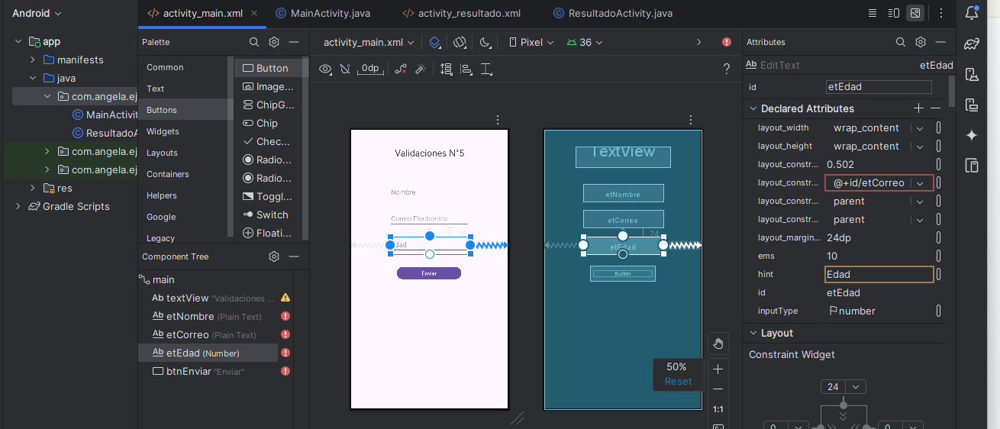 Android
activity_main.xml
MainActivity.java
activity_resultado.xml
ResultadoActivity.java
app
manifests
java
com.angela.ej
MainActivit
ResultadoA
com.angela.ej
com.angela.ej
res
Gradle Scripts
Palette
Common
Text
Buttons
Widgets
Layouts
Containers
Helpers
Google
Legacy
Button
Image...
ChipG...
Chip
Chec...
Radio...
Radio...
Toggl...
Switch
Floati...
Component Tree
main
Ab textView "Validaciones ...
Ab etNombre (Plain Text)
Ab etCorreo (Plain Text)
Ab etEdad (Number)
btnEnviar "Enviar"
activity_main.xml
Pixel
36
0dp
?
Validaciones N°5
Nombre
Correo Electronico
24
Edad
Enviar
TextView
etNombre
etCorreo
24
etEdad
Button
50%
Reset
1:1
Attributes
Ab EditText etEdad
id etEdad
Declared Attributes
layout_width wrap_content
layout_height wrap_content
layout_constr... 0.502
layout_constr... @+id/etCorreo
layout_constr... parent
layout_constr... parent
layout_margin... 24dp
ems 10
hint Edad
id etEdad
inputType number
Layout
Constraint Widget
24
0
0